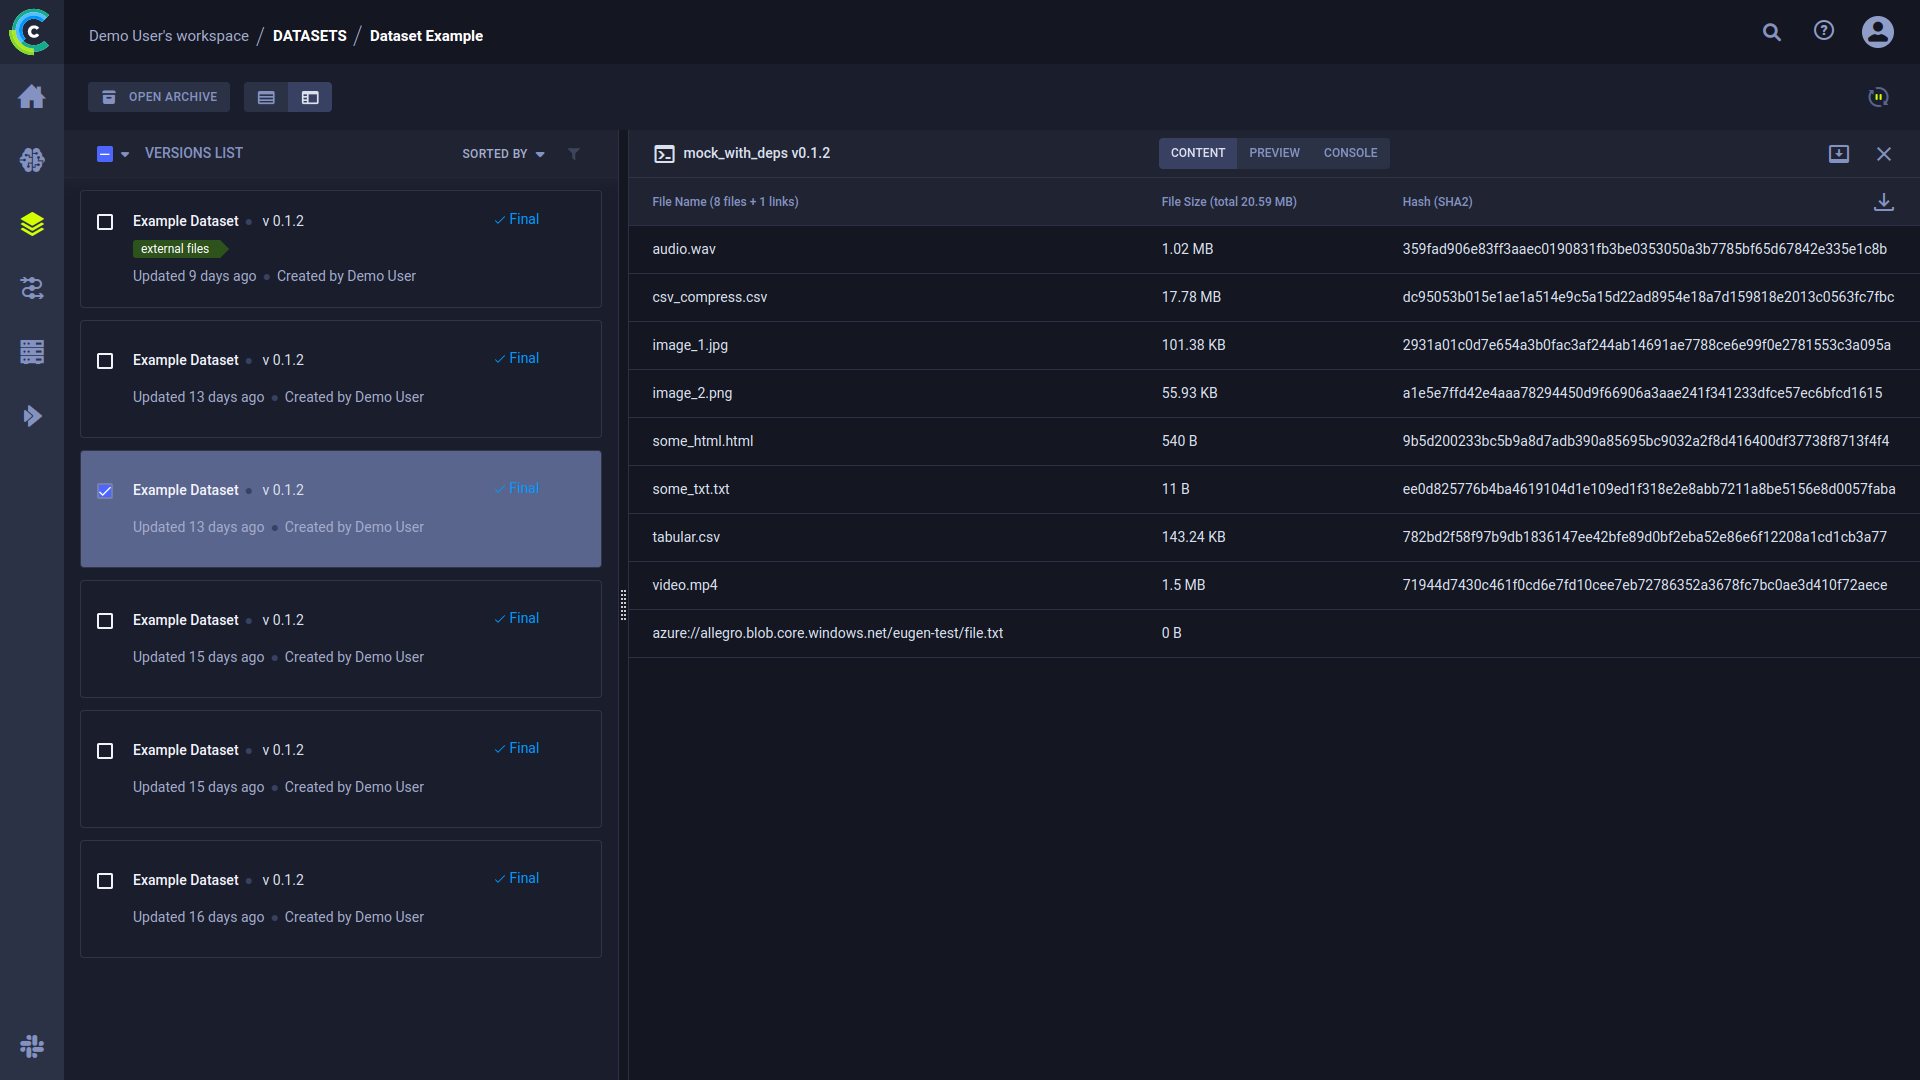 Demo User's workspace / DATASETS / Dataset Example
OPEN ARCHIVE
VERSIONS LIST SORTED BY
Example Dataset v 0.1.2 Final
external files
Updated 9 days ago Created by Demo User
Example Dataset v 0.1.2 Final
Updated 13 days ago Created by Demo User
Example Dataset v 0.1.2 Final
Updated 13 days ago Created by Demo User
Example Dataset v 0.1.2 Final
Updated 15 days ago Created by Demo User
Example Dataset v 0.1.2 Final
Updated 15 days ago Created by Demo User
Example Dataset v 0.1.2 Final
Updated 16 days ago Created by Demo User
mock_with_deps v0.1.2 CONTENT PREVIEW CONSOLE
File Name (8 files + 1 links) File Size (total 20.59 MB) Hash (SHA2)
audio.wav 1.02 MB 359fad906e83ff3aaec0190831fb3be0353050a3b7785bf65d67842e335e1c8b
csv_compress.csv 17.78 MB dc95053b015e1ae1a514e9c5a15d22ad8954e18a7d159818e2013c0563fc7fbc
image_1.jpg 101.38 KB 2931a01c0d7e654a3b0fac3af244ab14691ae7788ce6e99f0e2781553c3a095a
image_2.png 55.93 KB a1e5e7ffd42e4aaa78294450d9f66906a3aae241f341233dfce57ec6bfcd1615
some_html.html 540 B 9b5d200233bc5b9a8d7adb390a85695bc9032a2f8d416400df37738f8713f4f4
some_txt.txt 11 B ee0d825776b4ba4619104d1e109ed1f318e2e8abb7211a8be5156e8d0057faba
tabular.csv 143.24 KB 782bd2f58f97b9db1836147ee42bfe89d0bf2eba52e86e6f12208a1cd1cb3a77
video.mp4 1.5 MB 71944d7430c461f0cd6e7fd10cee7eb72786352a3678fc7bc0ae3d410f72aece
azure://allegro.blob.core.windows.net/eugen-test/file.txt 0 B